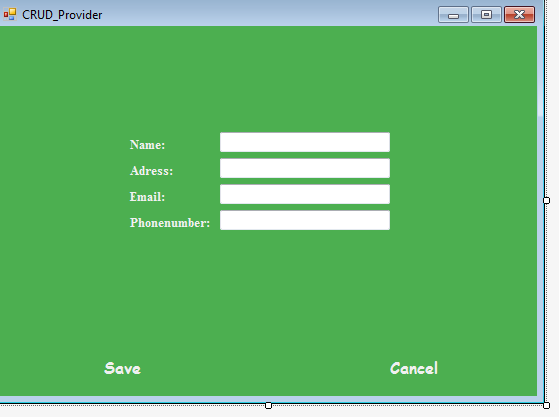 CRUD_Provider
Name:
Adress:
Email:
Phonenumber:
Save Cancel